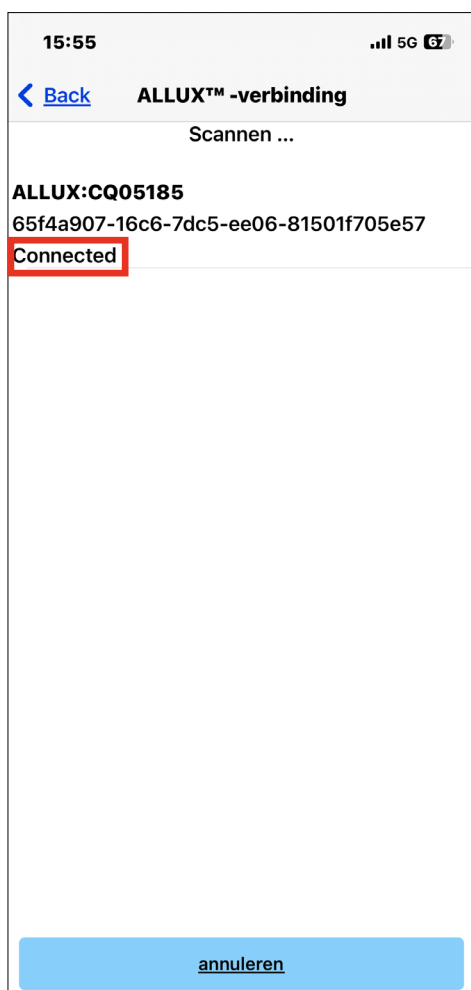 15:55 5G 67
Back ALLUX™ -verbinding
Scannen ...
ALLUX:CQ05185
65f4a907-16c6-7dc5-ee06-81501f705e57
Connected
annuleren